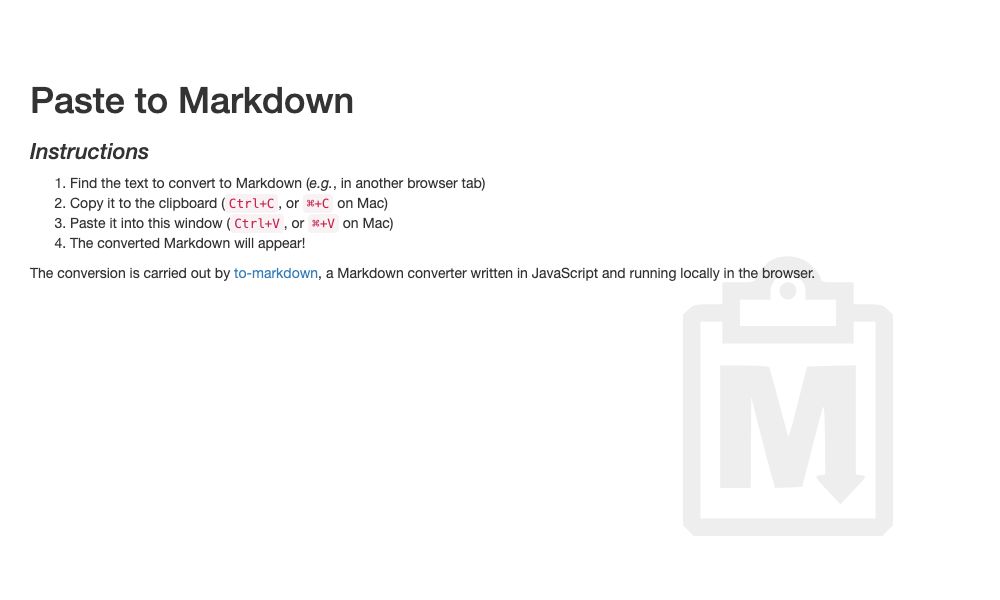 Paste to Markdown
Instructions
1. Find the text to convert to Markdown (e.g., in another browser tab)
2. Copy it to the clipboard (Ctrl+C, or ⌘+C on Mac)
3. Paste it into this window (Ctrl+V, or ⌘+V on Mac)
4. The converted Markdown will appear!
The conversion is carried out by to-markdown, a Markdown converter written in JavaScript and running locally in the browser.
M